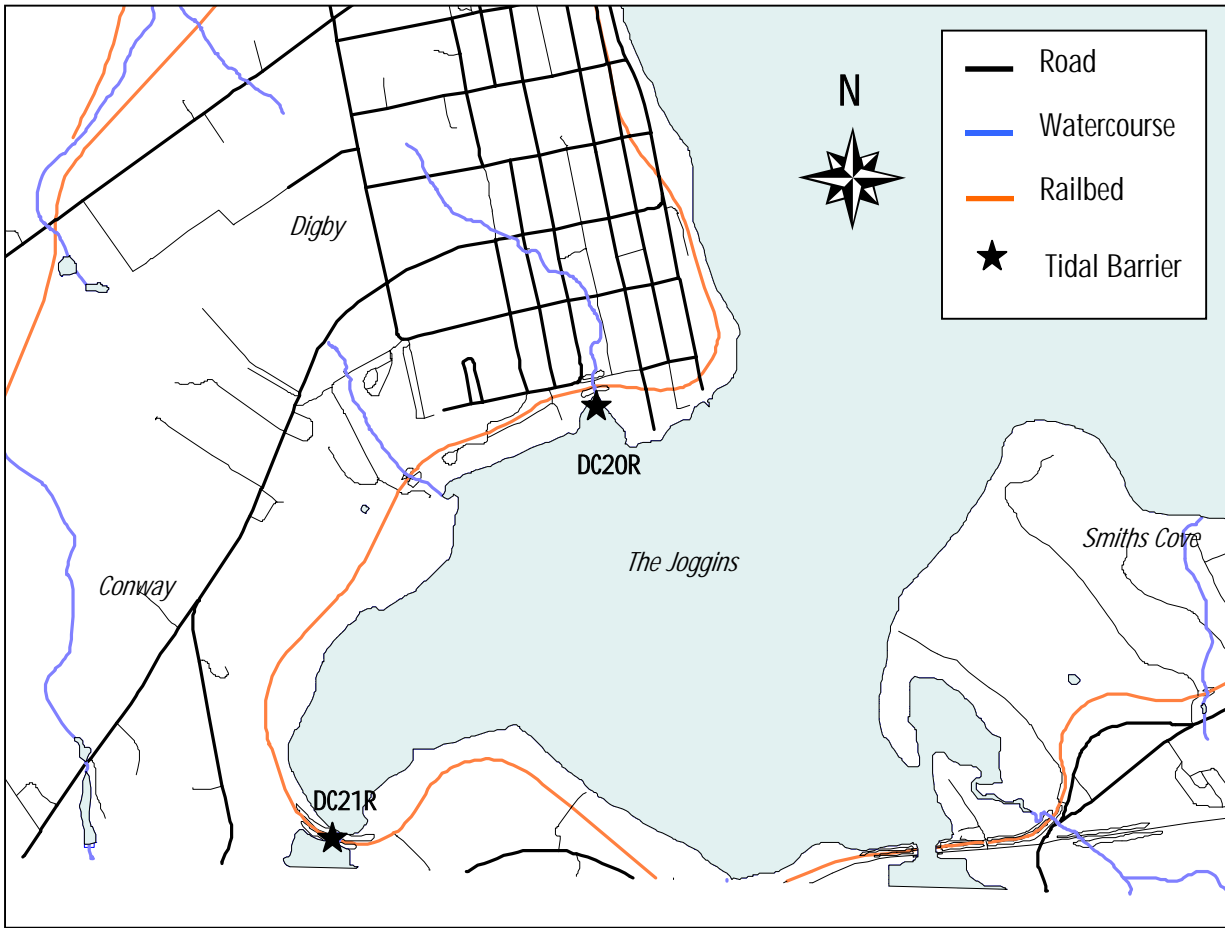 N
Road
Watercourse
Railbed
Tidal Barrier
Digby
DC20R
The Joggins
Smiths Cove
Conway
DC21R